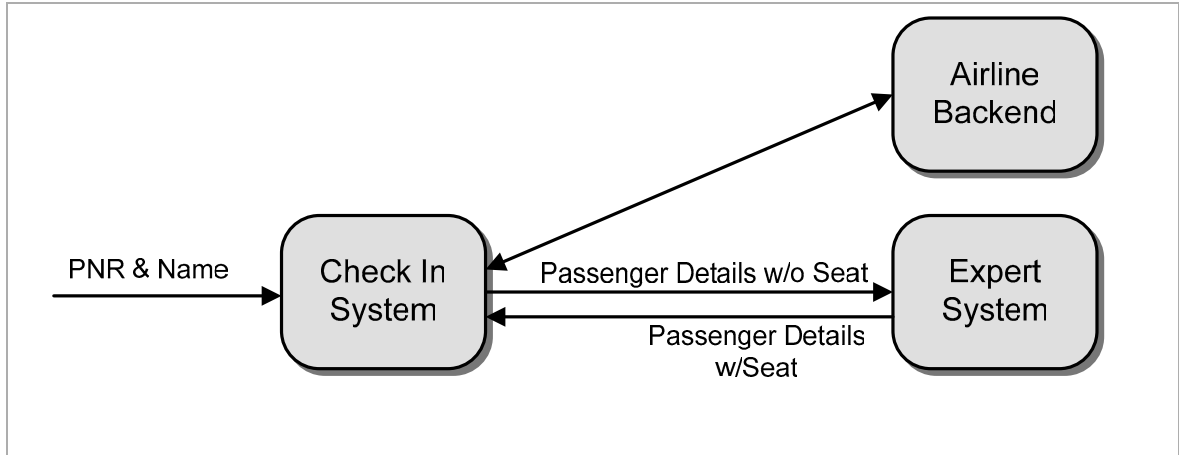 Airline
Backend
PNR & Name
Check In
System
Passenger Details w/o Seat
Expert
System
Passenger Details
w/Seat